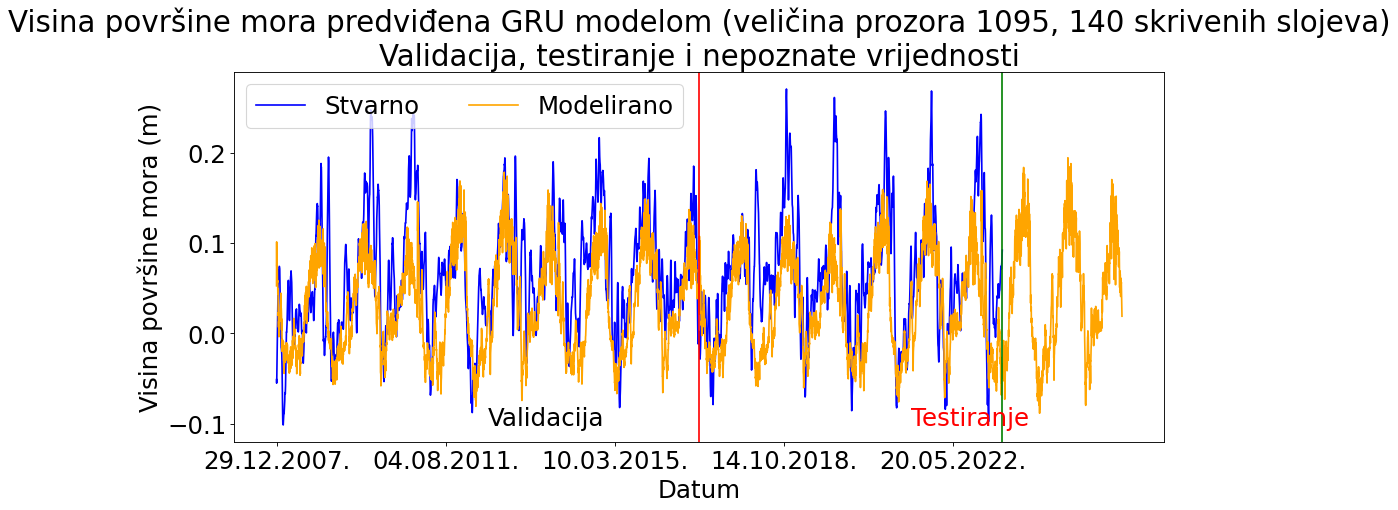 Visina površine mora predviđena GRU modelom (veličina prozora 1095, 140 skrivenih slojeva)
Validacija, testiranje i nepoznate vrijednosti
Stvarno
Modelirano
Visina površine mora (m)
0.2
0.1
0.0
−0.1
Validacija
Testiranje
29.12.2007.
04.08.2011.
10.03.2015.
14.10.2018.
20.05.2022.
Datum